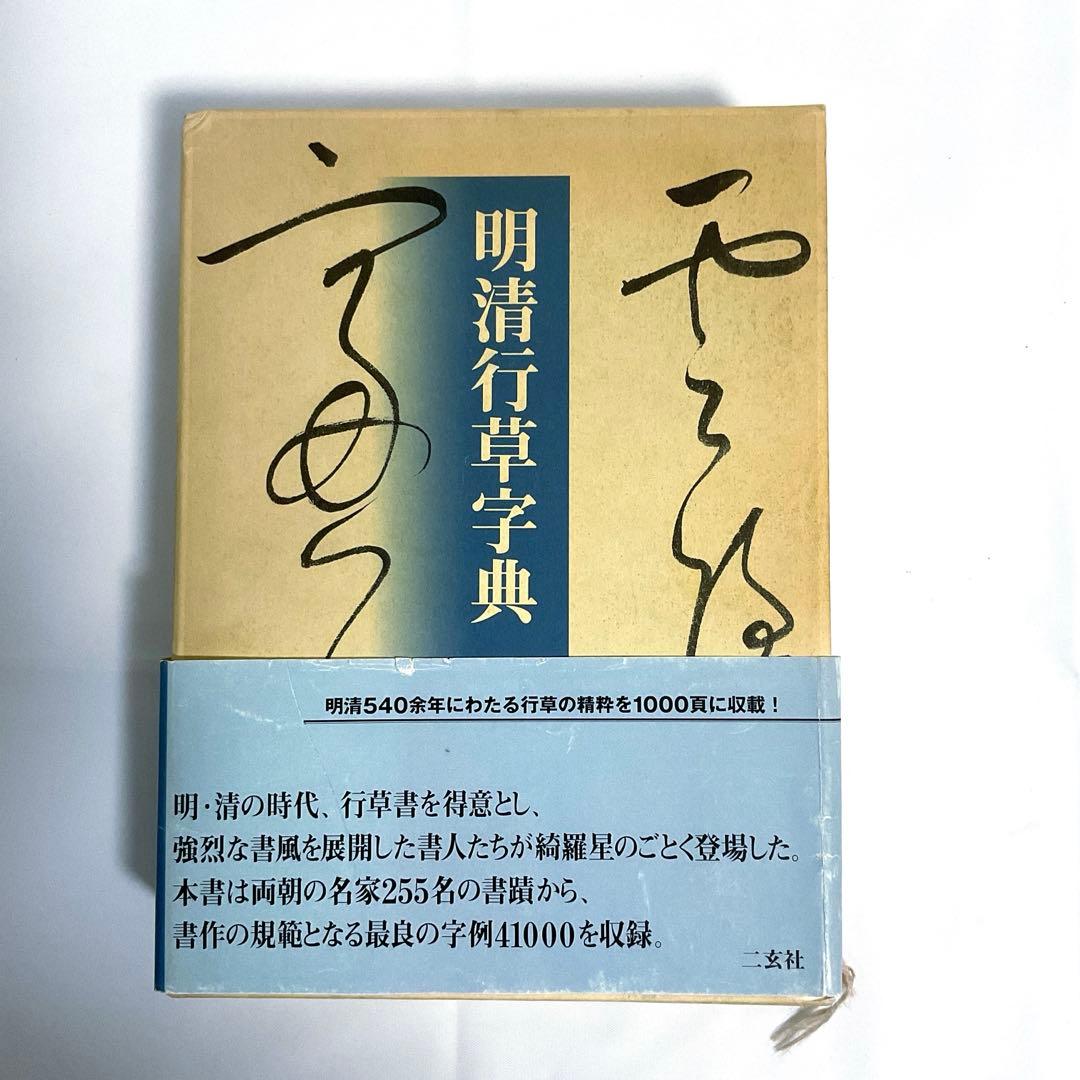 明清行草字典
明清540余年にわたる行草の精粋を1000頁に収載！
明・清の時代、行草書を得意とし、
強烈な書風を展開した書人たちが綺羅星のごとく登場した。
本書は両朝の名家255名の書蹟から、
書作の規範となる最良の字例41000を収録。
二玄社